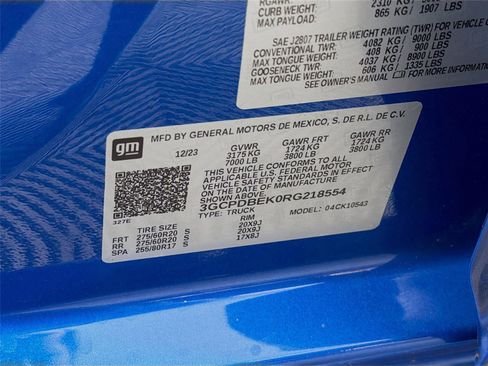 RGAWR: 2310 KG/
CURB WEIGHT: 865 KG/ 1907 LBS
MAX PAYLOAD:
SAE J2807 TRAILER WEIGHT RATING (TWR) FOR VEHICLE
CONVENTIONAL TWR: 4082 KG/ 9000 LBS
MAX TONGUE WEIGHT: 408 KG/ 900 LBS
GOOSENECK TWR: 4037 KG/ 8900 LBS
MAX TONGUE WEIGHT: 606 KG/ 1335 LBS
SEE OWNER'S MANUAL FOR MORE INFORMATION
gm
MFD BY GENERAL MOTORS DE MEXICO, S. DE R.L. DE C.V.
12/23 GVWR GAWR FRT GAWR RR
3175 KG 1724 KG 1724 KG
7000 LB 3800 LB 3800 LB
THIS VEHICLE CONFORMS TO ALL
APPLICABLE U.S. FEDERAL MOTOR
VEHICLE SAFETY STANDARDS IN EFFECT
ON THE DATE OF MANUFACTURE SHOWN ABOVE.
3GCPDBEK0RG218554
TYPE: TRUCK MODEL: 04CK10543
327E
TIRE SIZE RIM
FRT 275/60R20 S 20X9J
RR 275/60R20 S 20X9J
SPA 255/80R17 S 17X8J